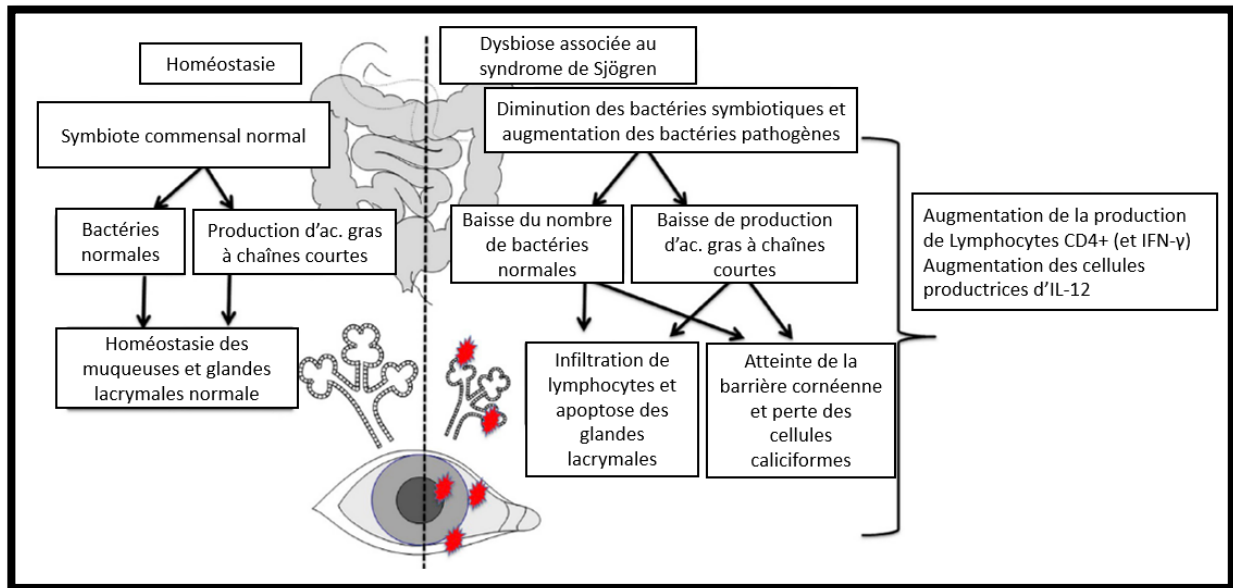 Homéostasie
Symbiote commensal normal
Bactéries
normales
Production d’ac. gras
à chaînes courtes
Homéostasie des
muqueuses et glandes
lacrymales normale
Dysbiose associée au
syndrome de Sjögren
Diminution des bactéries symbiotiques et
augmentation des bactéries pathogènes
Baisse du nombre
de bactéries
normales
Baisse de production
d’ac. gras à chaînes
courtes
Infiltration de
lymphocytes et
apoptose des
glandes
lacrymales
Atteinte de la
barrière cornéenne
et perte des
cellules
caliciformes
Augmentation de la production
de Lymphocytes CD4+ (et IFN-γ)
Augmentation des cellules
productrices d’IL-12